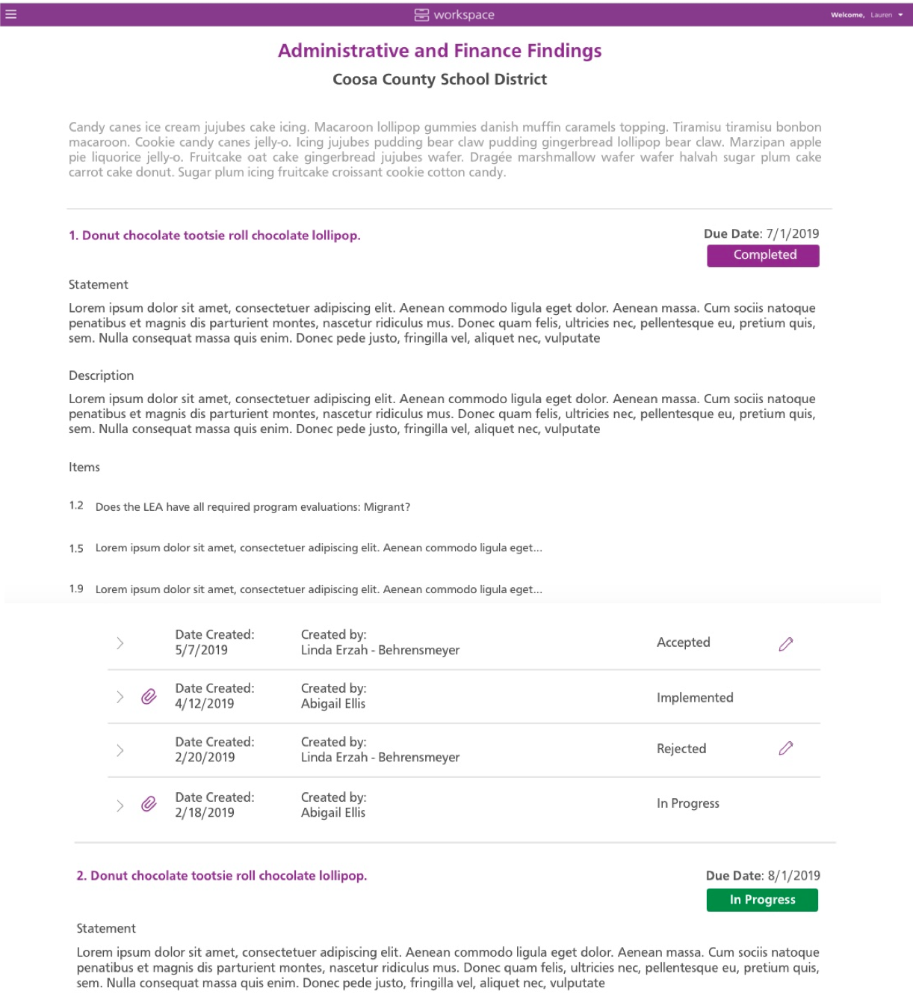 workspace
Welcome, Lauren
Administrative and Finance Findings
Coosa County School District
Candy canes ice cream jujubes cake icing. Macaroon lollipop gummies danish muffin caramels topping. Tiramisu tiramisu bonbon
macaroon. Cookie candy canes jelly-o. Icing jujubes pudding bear claw pudding gingerbread lollipop bear claw. Marzipan apple
pie liquorice jelly-o. Fruitcake oat cake gingerbread jujubes wafer. Dragée marshmallow wafer wafer halvah sugar plum cake
carrot cake donut. Sugar plum icing fruitcake croissant cookie cotton candy.
1. Donut chocolate tootsie roll chocolate lollipop.
Due Date: 7/1/2019
Completed
Statement
Lorem ipsum dolor sit amet, consectetuer adipiscing elit. Aenean commodo ligula eget dolor. Aenean massa. Cum sociis natoque
penatibus et magnis dis parturient montes, nascetur ridiculus mus. Donec quam felis, ultricies nec, pellentesque eu, pretium quis,
sem. Nulla consequat massa quis enim. Donec pede justo, fringilla vel, aliquet nec, vulputate
Description
Lorem ipsum dolor sit amet, consectetuer adipiscing elit. Aenean commodo ligula eget dolor. Aenean massa. Cum sociis natoque
penatibus et magnis dis parturient montes, nascetur ridiculus mus. Donec quam felis, ultricies nec, pellentesque eu, pretium quis,
sem. Nulla consequat massa quis enim. Donec pede justo, fringilla vel, aliquet nec, vulputate
Items
1.2 Does the LEA have all required program evaluations: Migrant?
1.5 Lorem ipsum dolor sit amet, consectetuer adipiscing elit. Aenean commodo ligula eget...
1.9 Lorem ipsum dolor sit amet, consectetuer adipiscing elit. Aenean commodo ligula eget...
Date Created:
5/7/2019
Created by:
Linda Erzah - Behrensmeyer
Accepted
Date Created:
4/12/2019
Created by:
Abigail Ellis
Implemented
Date Created:
2/20/2019
Created by:
Linda Erzah - Behrensmeyer
Rejected
Date Created:
2/18/2019
Created by:
Abigail Ellis
In Progress
2. Donut chocolate tootsie roll chocolate lollipop.
Due Date: 8/1/2019
In Progress
Statement
Lorem ipsum dolor sit amet, consectetuer adipiscing elit. Aenean commodo ligula eget dolor. Aenean massa. Cum sociis natoque
penatibus et magnis dis parturient montes, nascetur ridiculus mus. Donec quam felis, ultricies nec, pellentesque eu, pretium quis,
sem. Nulla consequat massa quis enim. Donec pede justo, fringilla vel, aliquet nec, vulputate